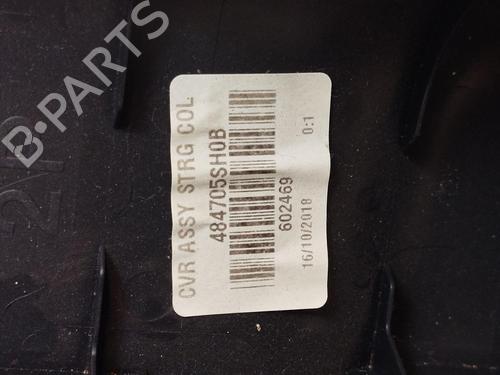 CVR ASSY STRG COL
484705SH0B
602469
16/10/2018 0:1
B-PARTS